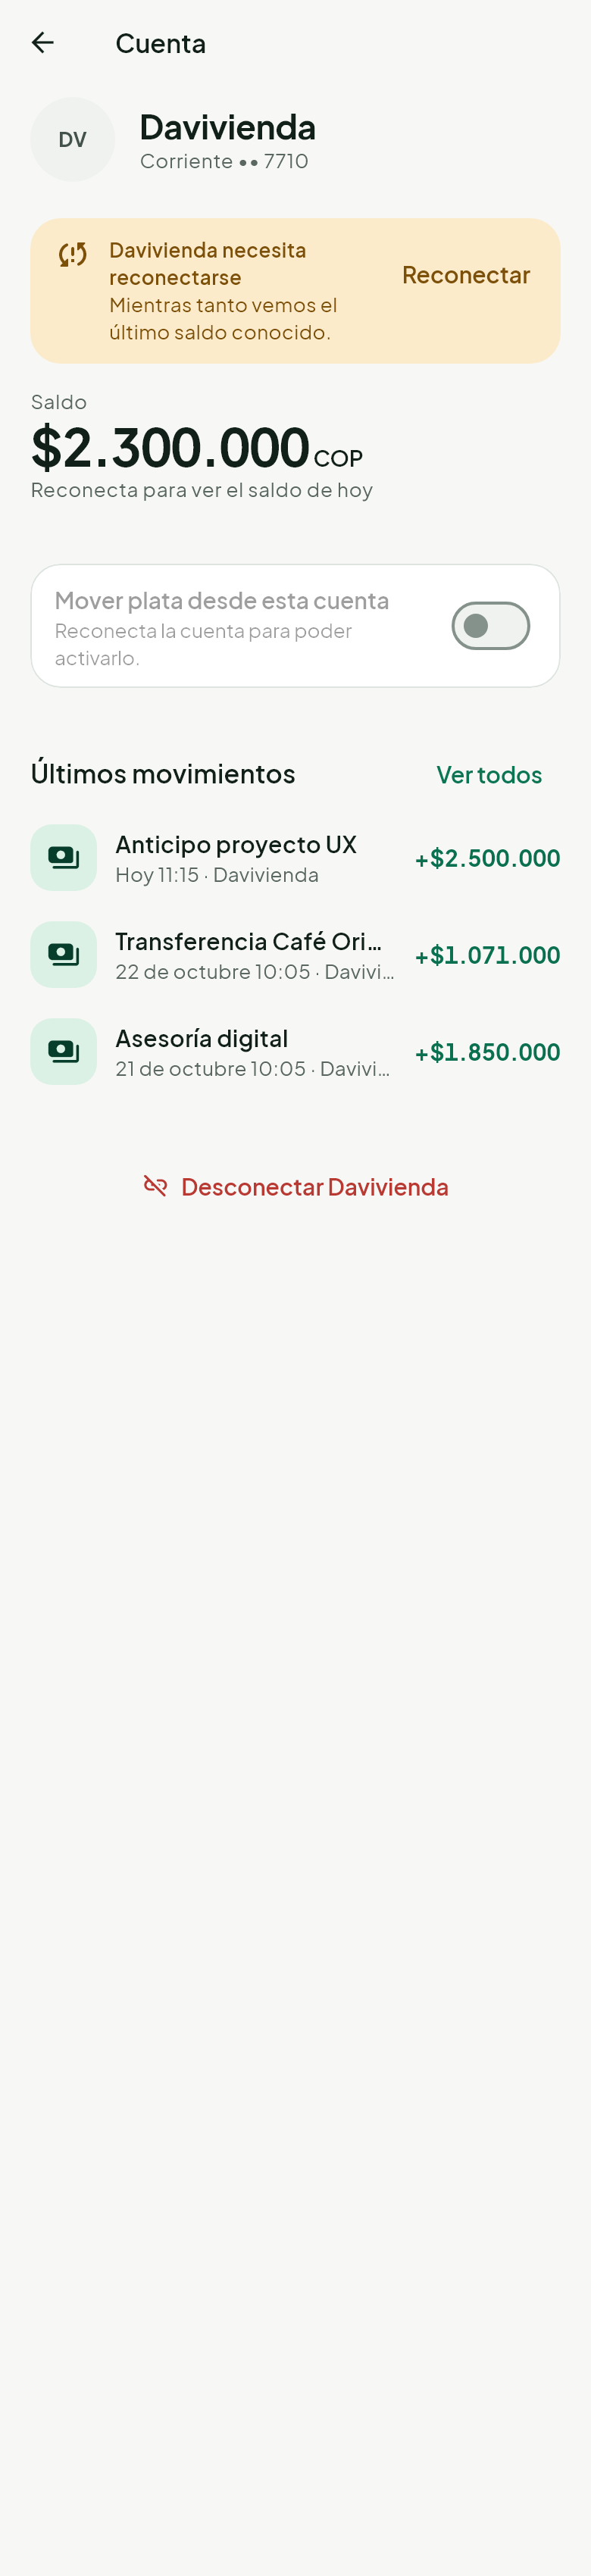 Cuenta
DV
Davivienda
Corriente •• 7710
Davivienda necesita
reconectarse
Mientras tanto vemos el
último saldo conocido.
Reconectar
Saldo
$2.300.000 COP
Reconecta para ver el saldo de hoy
Mover plata desde esta cuenta
Reconecta la cuenta para poder
activarlo.
Últimos movimientos
Ver todos
Anticipo proyecto UX
Hoy 11:15 · Davivienda
+$2.500.000
Transferencia Café Ori…
22 de octubre 10:05 · Davivi…
+$1.071.000
Asesoría digital
21 de octubre 10:05 · Davivi…
+$1.850.000
Desconectar Davivienda